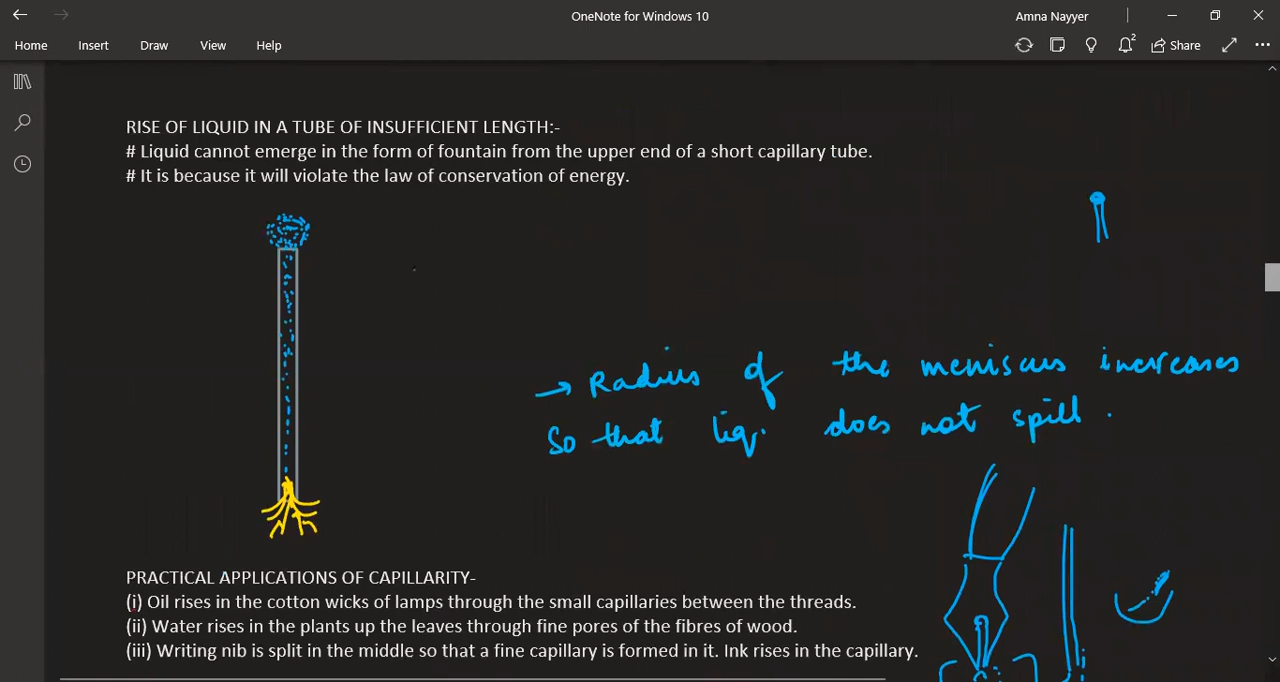 OneNote for Windows 10
Amna Nayyer
Home Insert Draw View Help
2 Share
RISE OF LIQUID IN A TUBE OF INSUFFICIENT LENGTH:-
# Liquid cannot emerge in the form of fountain from the upper end of a short capillary tube.
# It is because it will violate the law of conservation of energy.
→ Radius of the meniscus increases
So that liq. does not spill.
PRACTICAL APPLICATIONS OF CAPILLARITY-
(i) Oil rises in the cotton wicks of lamps through the small capillaries between the threads.
(ii) Water rises in the plants up the leaves through fine pores of the fibres of wood.
(iii) Writing nib is split in the middle so that a fine capillary is formed in it. Ink rises in the capillary.